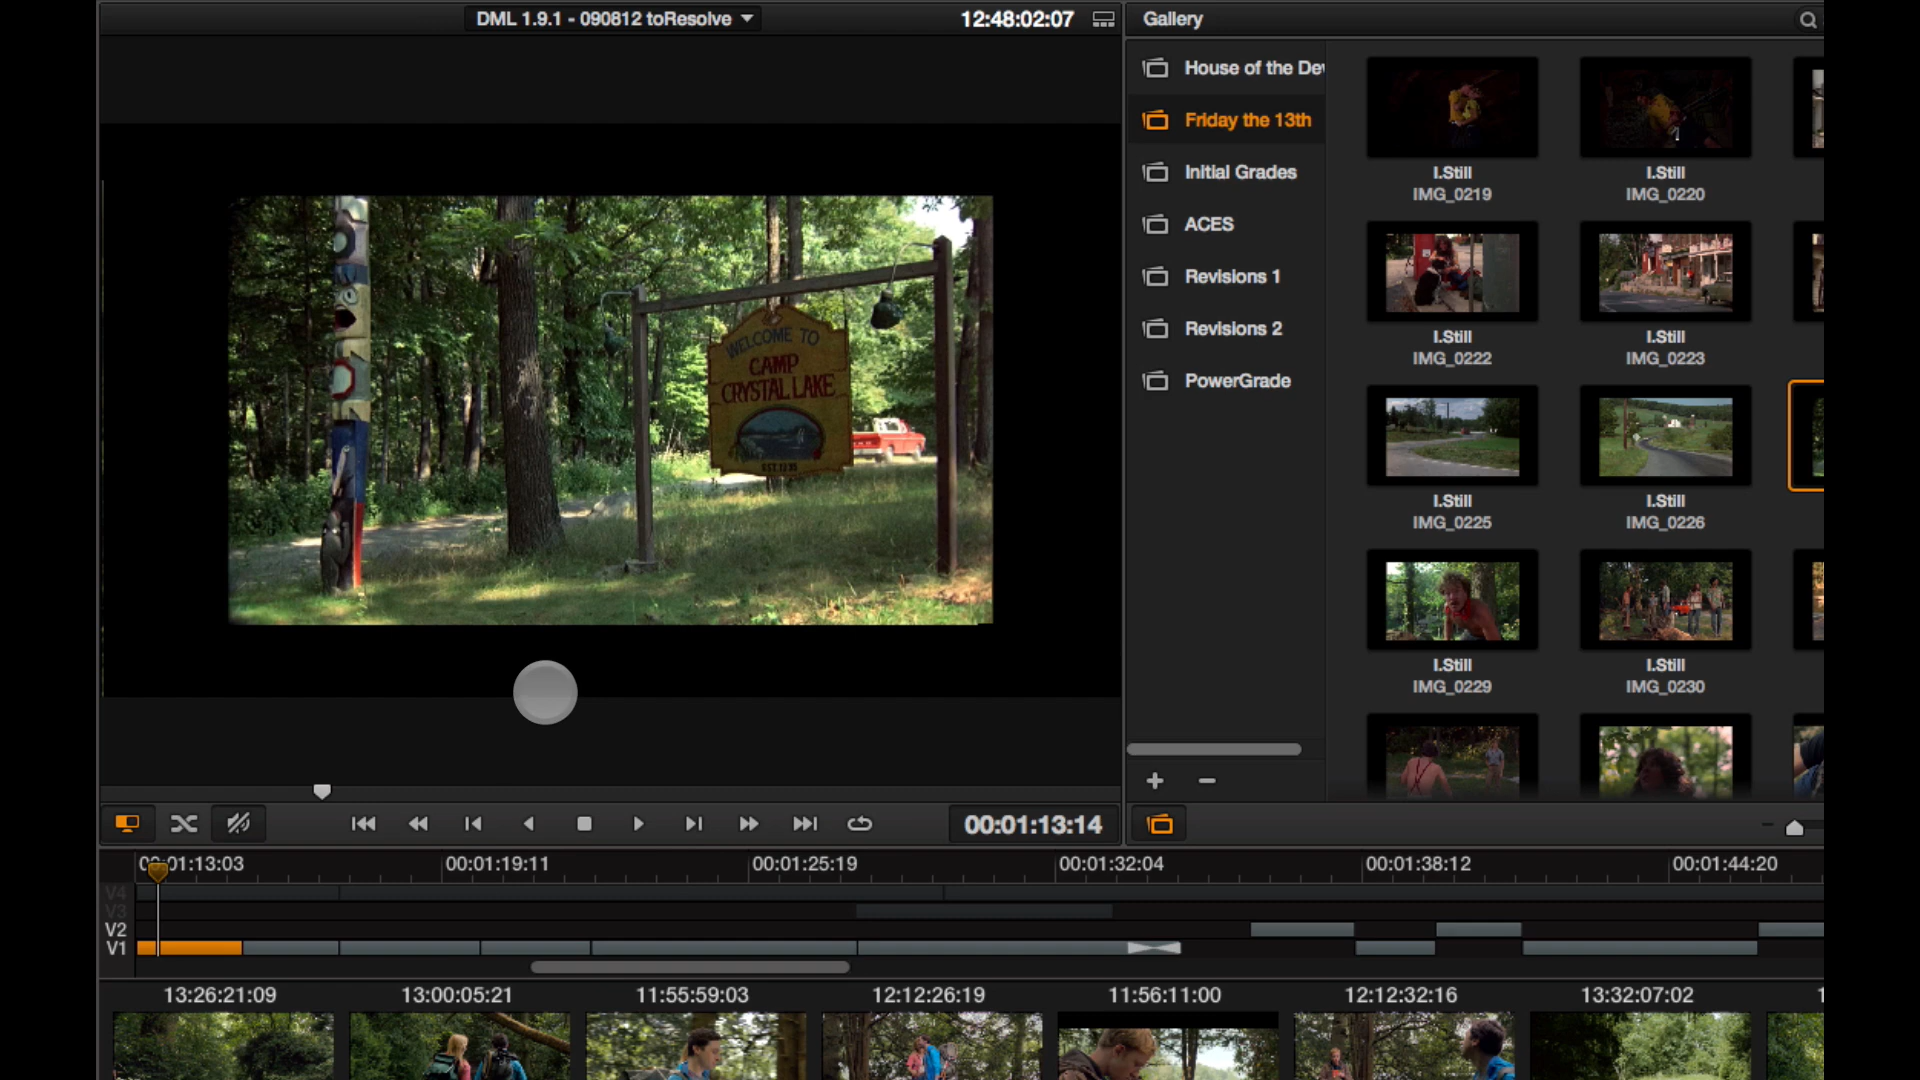 DML 1.9.1 - 090812 toResolve
12:48:02:07
Gallery
House of the De
Friday the 13th
Initial Grades
ACES
Revisions 1
Revisions 2
PowerGrade
I.Still
IMG_0219
I.Still
IMG_0220
I.Still
IMG_0222
I.Still
IMG_0223
I.Still
IMG_0225
I.Still
IMG_0226
I.Still
IMG_0229
I.Still
IMG_0230
WELCOME TO
CAMP
CRYSTAL LAKE
EST. 1935
00:01:13:14
00:01:13:03
00:01:19:11
00:01:25:19
00:01:32:04
00:01:38:12
00:01:44:20
V4
V3
V2
V1
13:26:21:09
13:00:05:21
11:55:59:03
12:12:26:19
11:56:11:00
12:12:32:16
13:32:07:02
1